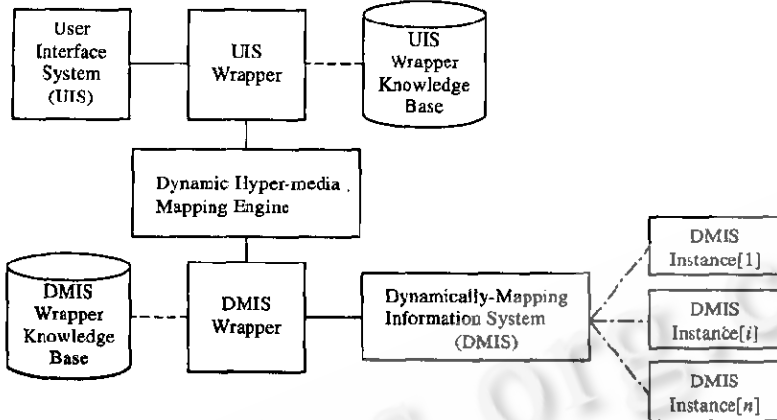 User
Interface
System
(UIS)
UIS
Wrapper
UIS
Wrapper
Knowledge
Base
Dynamic Hyper-media
Mapping Engine
DMIS
Wrapper
Knowledge
Base
DMIS
Wrapper
Dynamically-Mapping
Information System
(DMIS)
DMIS
Instance[1]
DMIS
Instance[i]
DMIS
Instance[n]